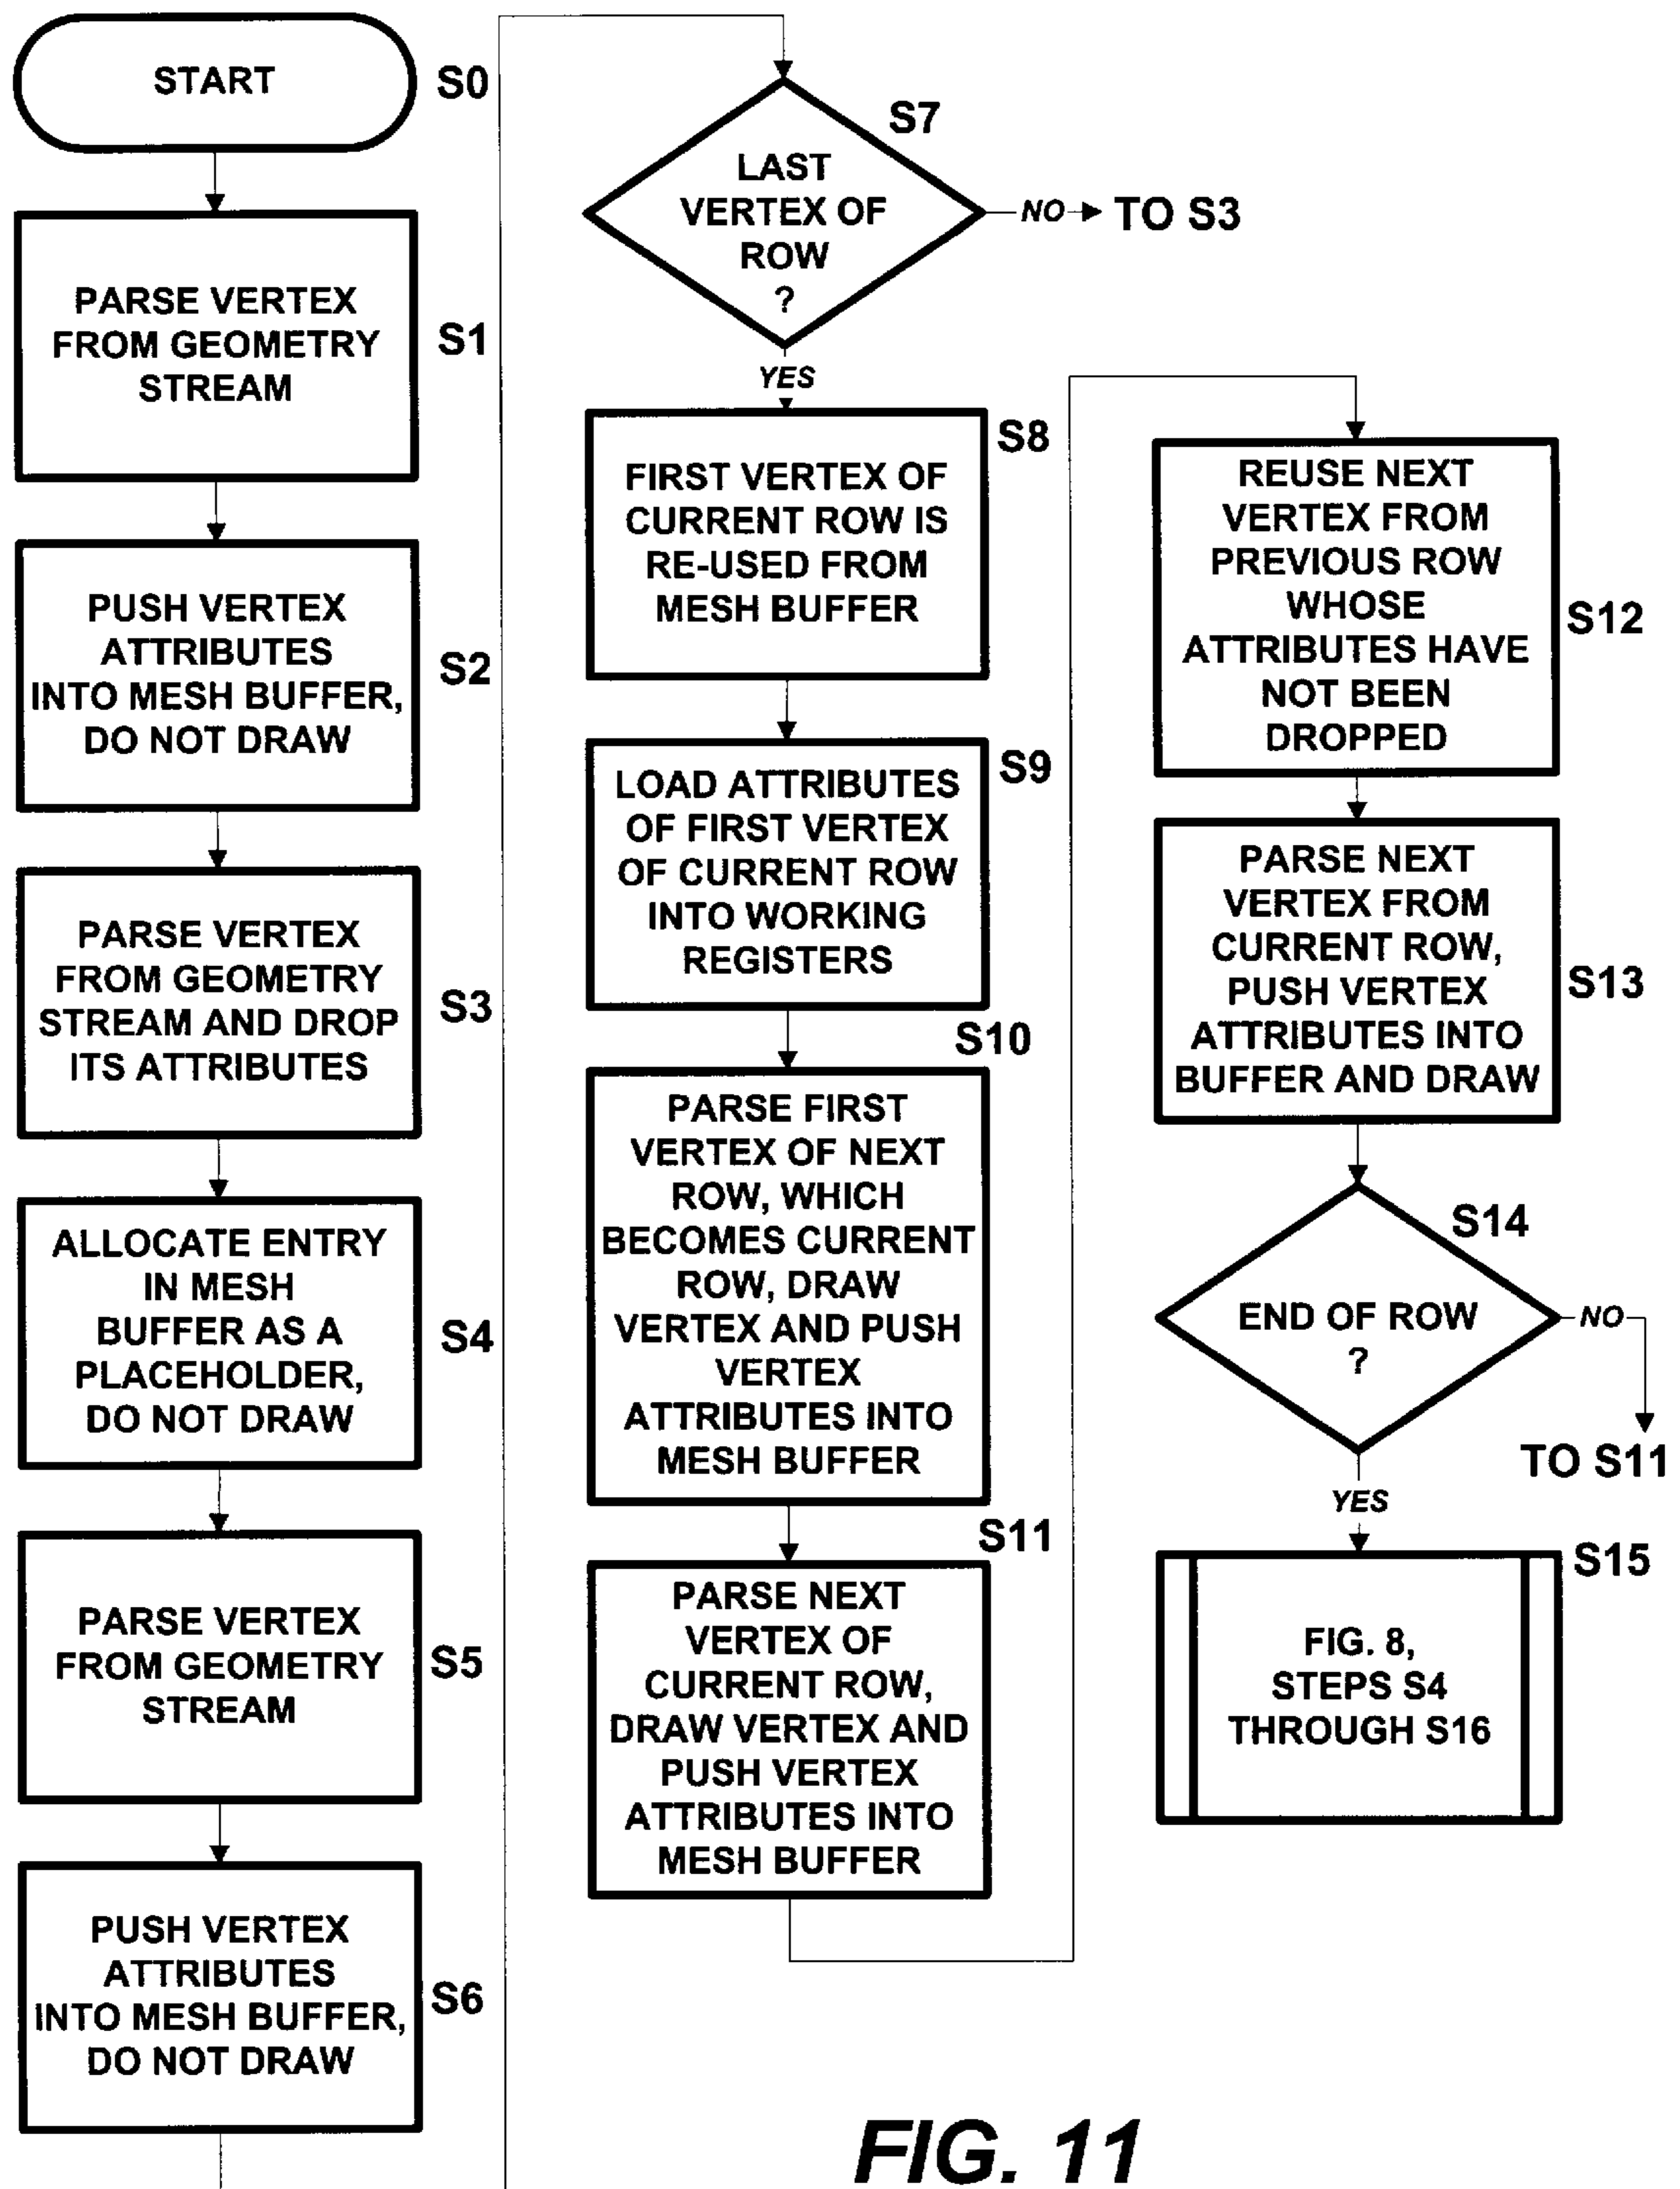 START
S0
PARSE VERTEX
FROM GEOMETRY
STREAM
S1
PUSH VERTEX
ATTRIBUTES
INTO MESH BUFFER,
DO NOT DRAW
S2
PARSE VERTEX
FROM GEOMETRY
STREAM AND DROP
ITS ATTRIBUTES
S3
ALLOCATE ENTRY
IN MESH
BUFFER AS A
PLACEHOLDER,
DO NOT DRAW
S4
PARSE VERTEX
FROM GEOMETRY
STREAM
S5
PUSH VERTEX
ATTRIBUTES
INTO MESH BUFFER,
DO NOT DRAW
S6
S7
LAST
VERTEX OF
ROW
?
NO
TO S3
YES
S8
FIRST VERTEX OF
CURRENT ROW IS
RE-USED FROM
MESH BUFFER
S9
LOAD ATTRIBUTES
OF FIRST VERTEX
OF CURRENT ROW
INTO WORKING
REGISTERS
S10
PARSE FIRST
VERTEX OF NEXT
ROW, WHICH
BECOMES CURRENT
ROW, DRAW
VERTEX AND PUSH
VERTEX
ATTRIBUTES INTO
MESH BUFFER
S11
PARSE NEXT
VERTEX OF
CURRENT ROW,
DRAW VERTEX AND
PUSH VERTEX
ATTRIBUTES INTO
MESH BUFFER
REUSE NEXT
VERTEX FROM
PREVIOUS ROW
WHOSE
ATTRIBUTES HAVE
NOT BEEN
DROPPED
S12
PARSE NEXT
VERTEX FROM
CURRENT ROW,
PUSH VERTEX
ATTRIBUTES INTO
BUFFER AND DRAW
S13
S14
END OF ROW
?
NO
TO S11
YES
S15
FIG. 8,
STEPS S4
THROUGH S16
FIG. 11